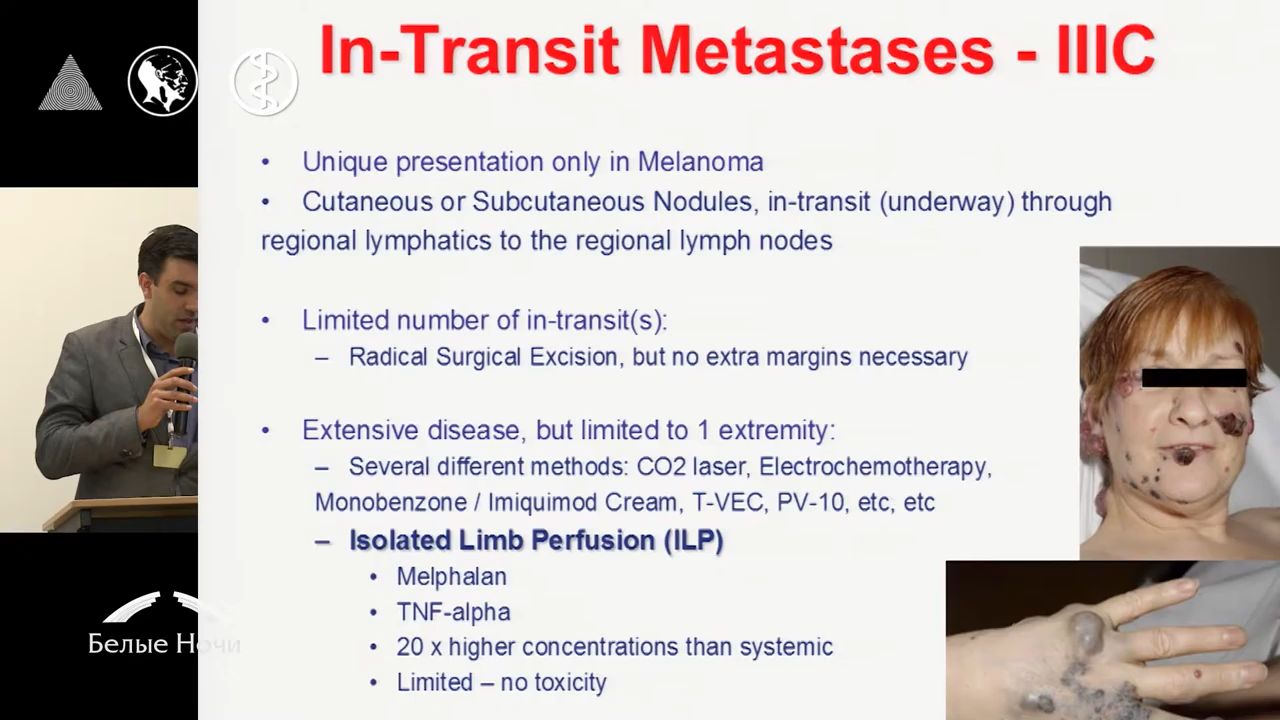 In-Transit Metastases - IIIC
• Unique presentation only in Melanoma
• Cutaneous or Subcutaneous Nodules, in-transit (underway) through
regional lymphatics to the regional lymph nodes
• Limited number of in-transit(s):
– Radical Surgical Excision, but no extra margins necessary
• Extensive disease, but limited to 1 extremity:
– Several different methods: CO2 laser, Electrochemotherapy,
Monobenzone / Imiquimod Cream, T-VEC, PV-10, etc, etc
– Isolated Limb Perfusion (ILP)
• Melphalan
• TNF-alpha
• 20 x higher concentrations than systemic
• Limited – no toxicity
Белые Ночи